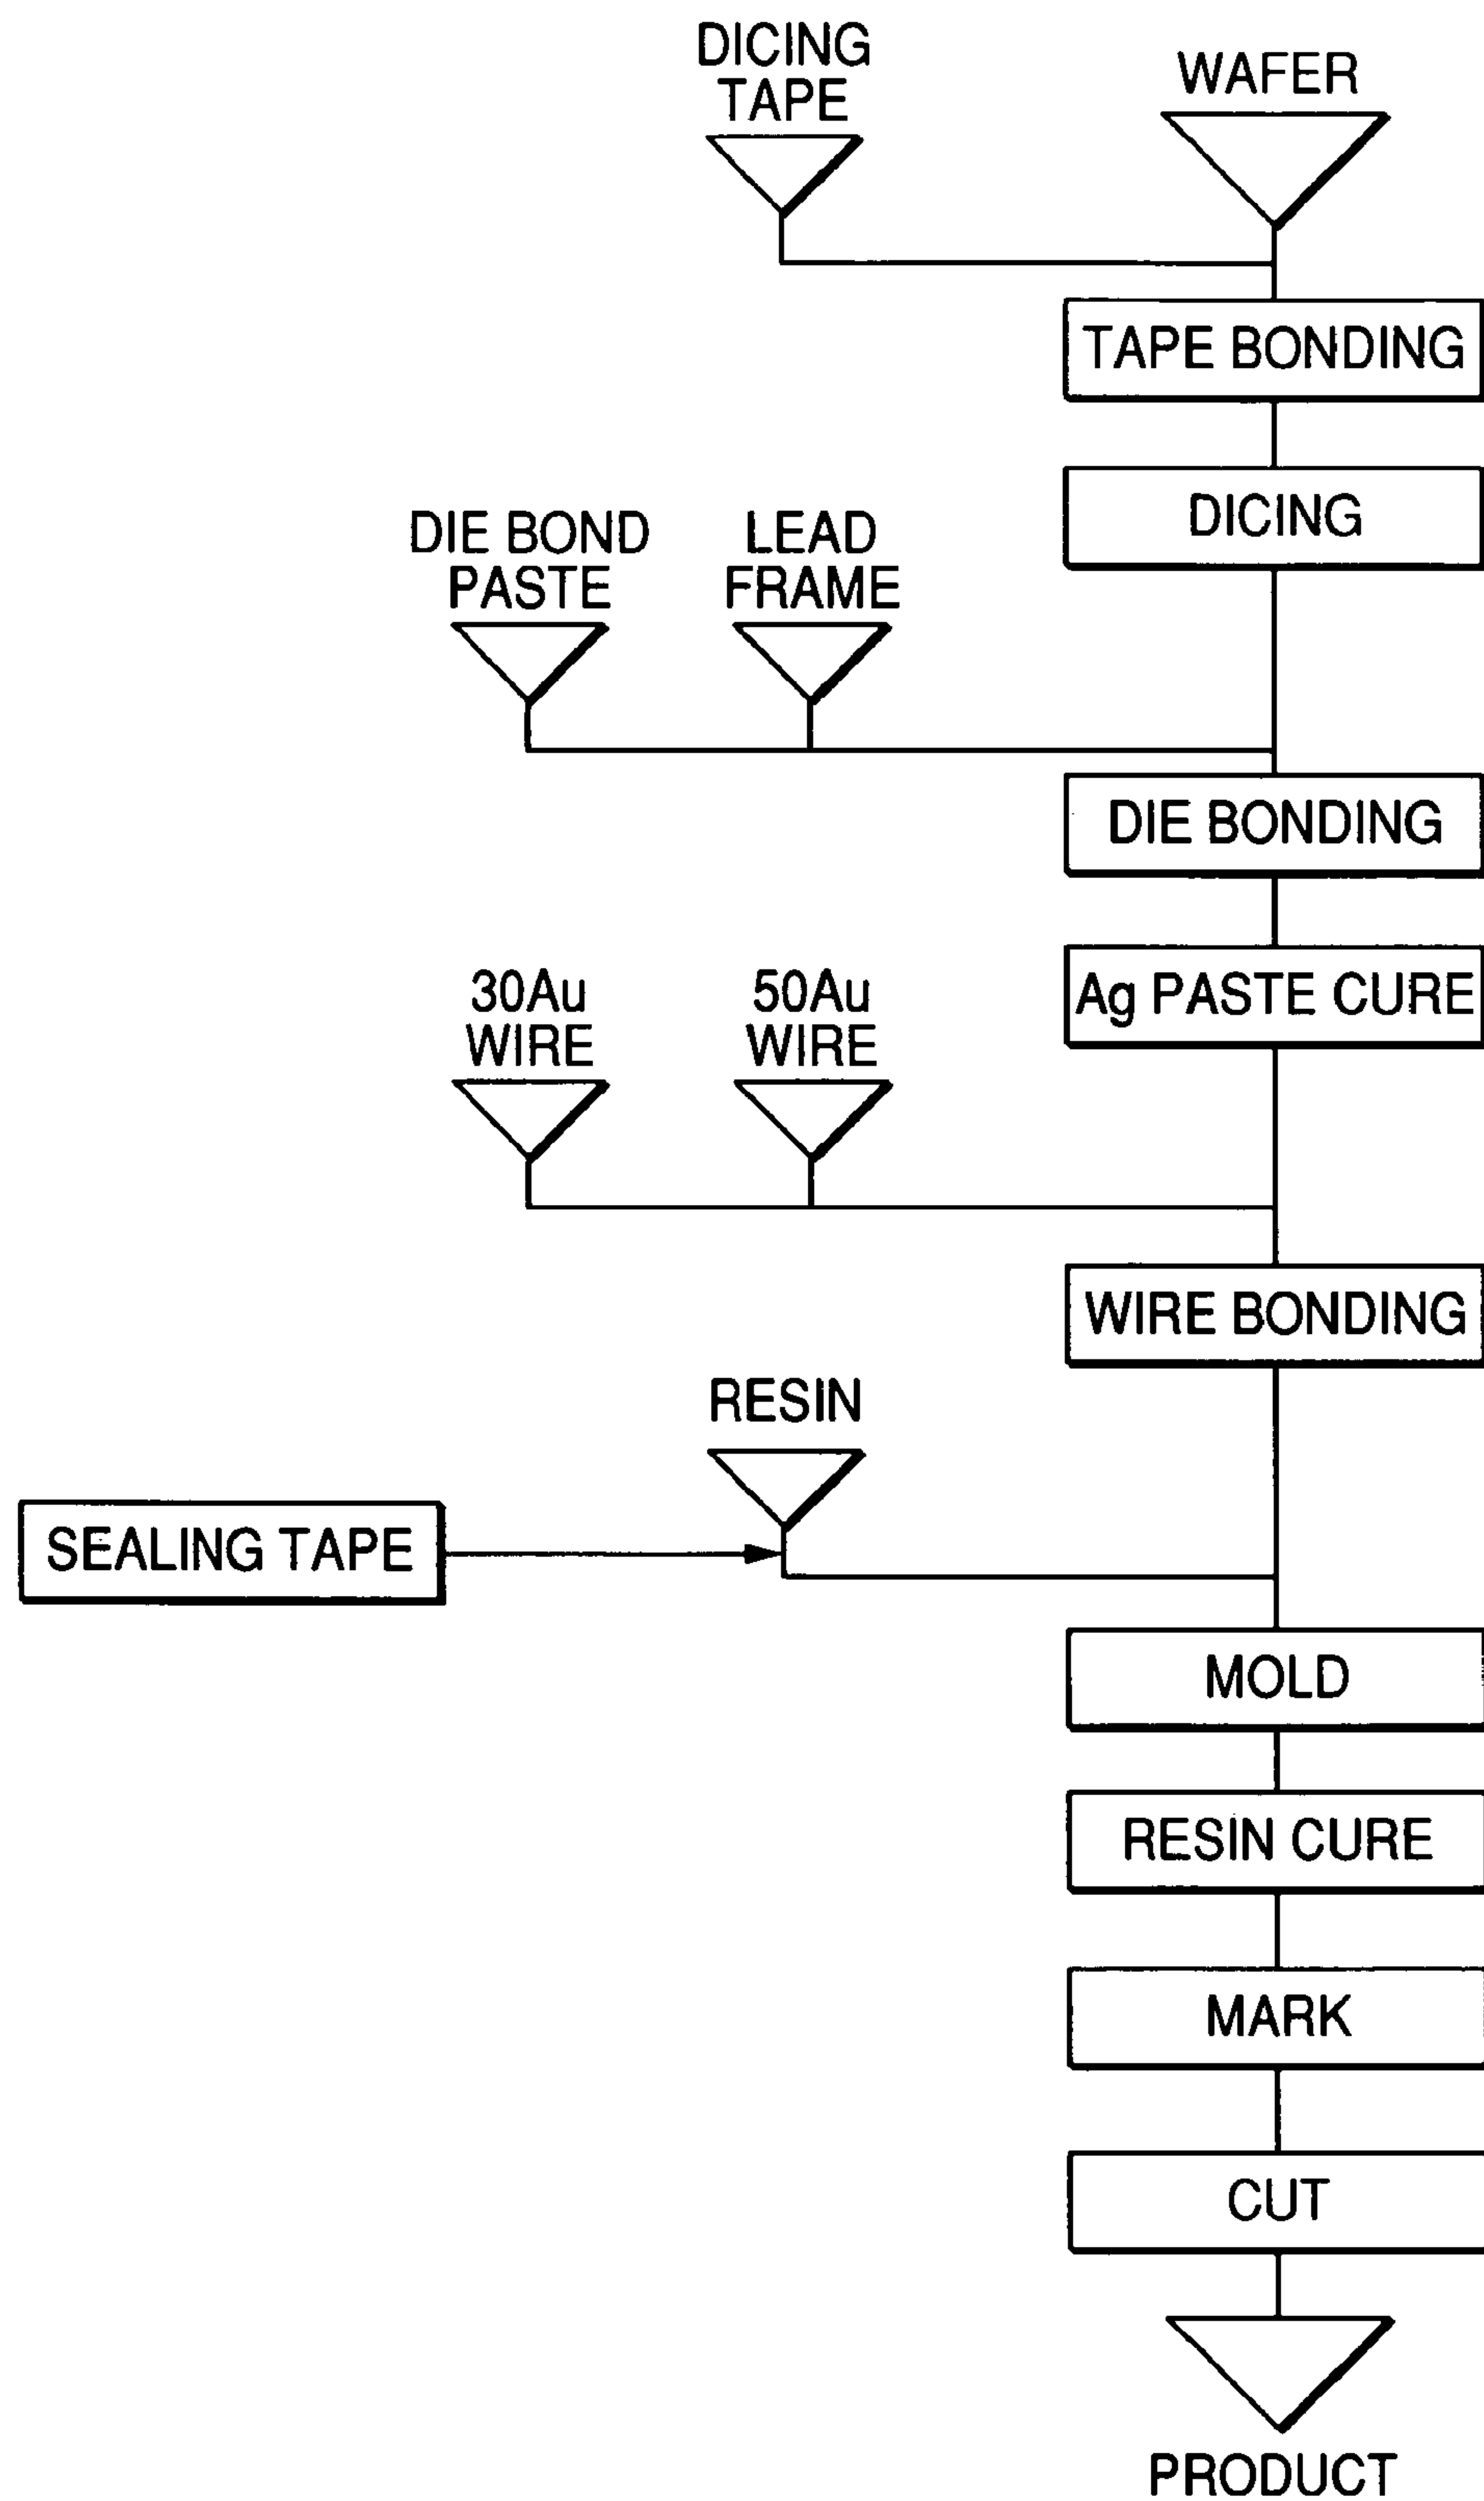 DICING
TAPE
WAFER
TAPE BONDING
DICING
DIE BOND
PASTE
LEAD
FRAME
DIE BONDING
Ag PASTE CURE
30Au
WIRE
50Au
WIRE
WIRE BONDING
RESIN
SEALING TAPE
MOLD
RESIN CURE
MARK
CUT
PRODUCT